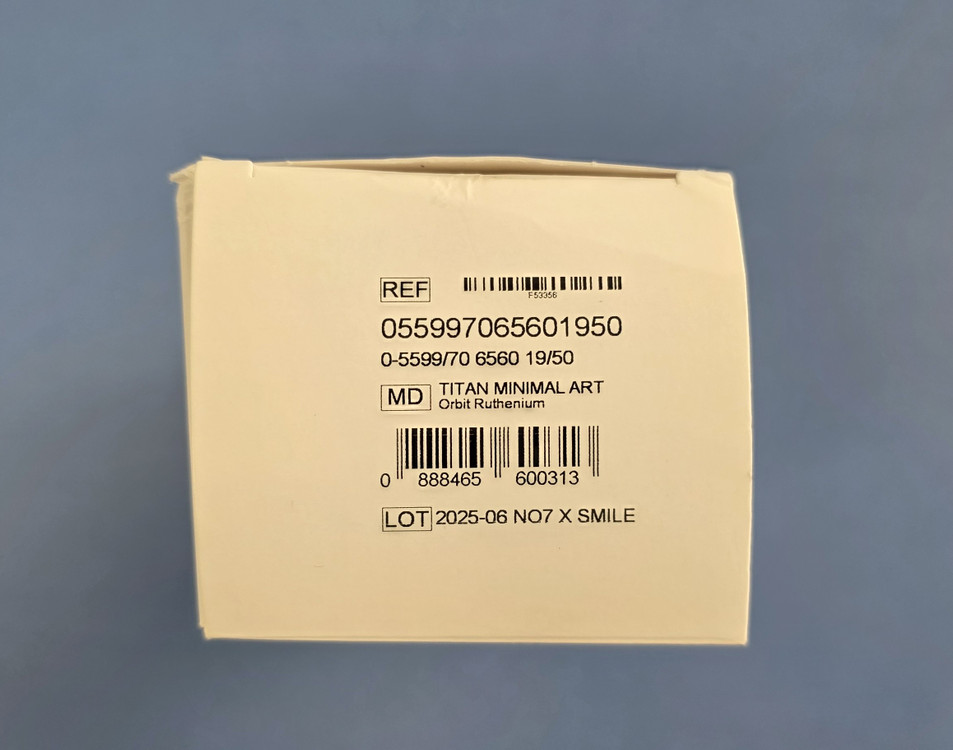 REF
F53356
055997065601950
0-5599/70 6560 19/50
MD TITAN MINIMAL ART
Orbit Ruthenium
0 888465 600313
LOT 2025-06 NO7 X SMILE